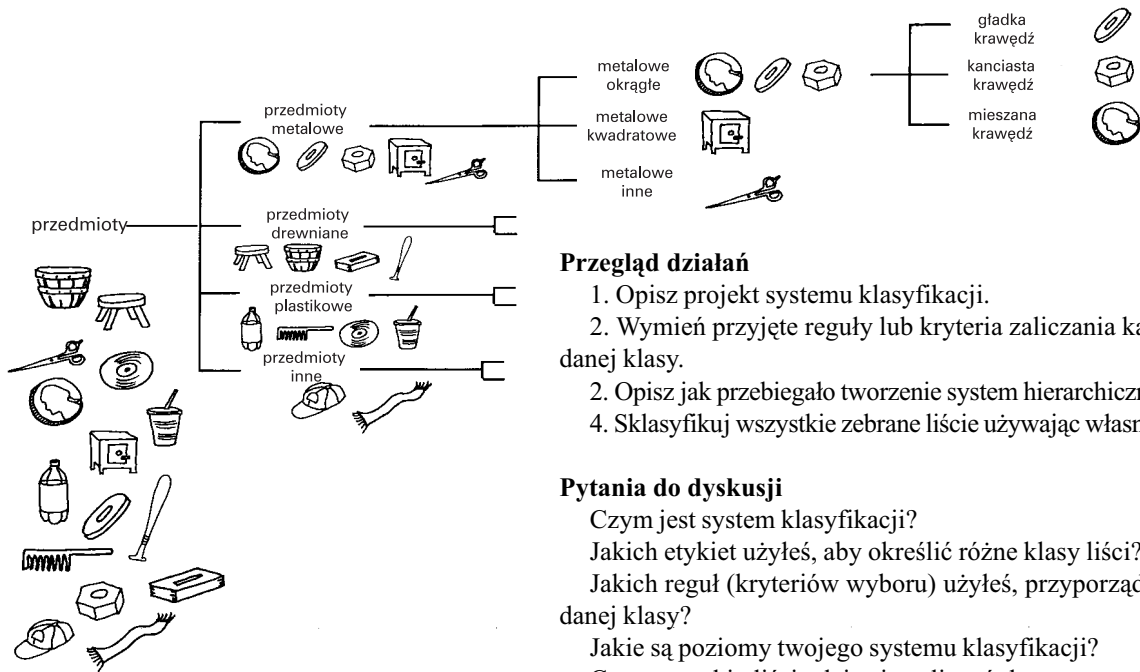 przedmioty
przedmioty
metalowe
przedmioty
drewniane
przedmioty
plastikowe
przedmioty
inne
metalowe
okrągłe
metalowe
kwadratowe
metalowe
inne
gładka
krawędź
kanciasta
krawędź
mieszana
krawędź
Przegląd działań
1. Opisz projekt systemu klasyfikacji.
2. Wymień przyjęte reguły lub kryteria zaliczania
danej klasy.
2. Opisz jak przebiegało tworzenie system
4. Sklasyfikuj wszystkie zebrane liście używając
Pytania do dyskusji
Czym jest system klasyfikacji?
Jakich etykiet użyłeś, aby określić różne klasy liści?
Jakich reguł (kryteriów wyboru) użyłeś,
danej klasy?
Jakie są poziomy twojego systemu klasyfikacji?